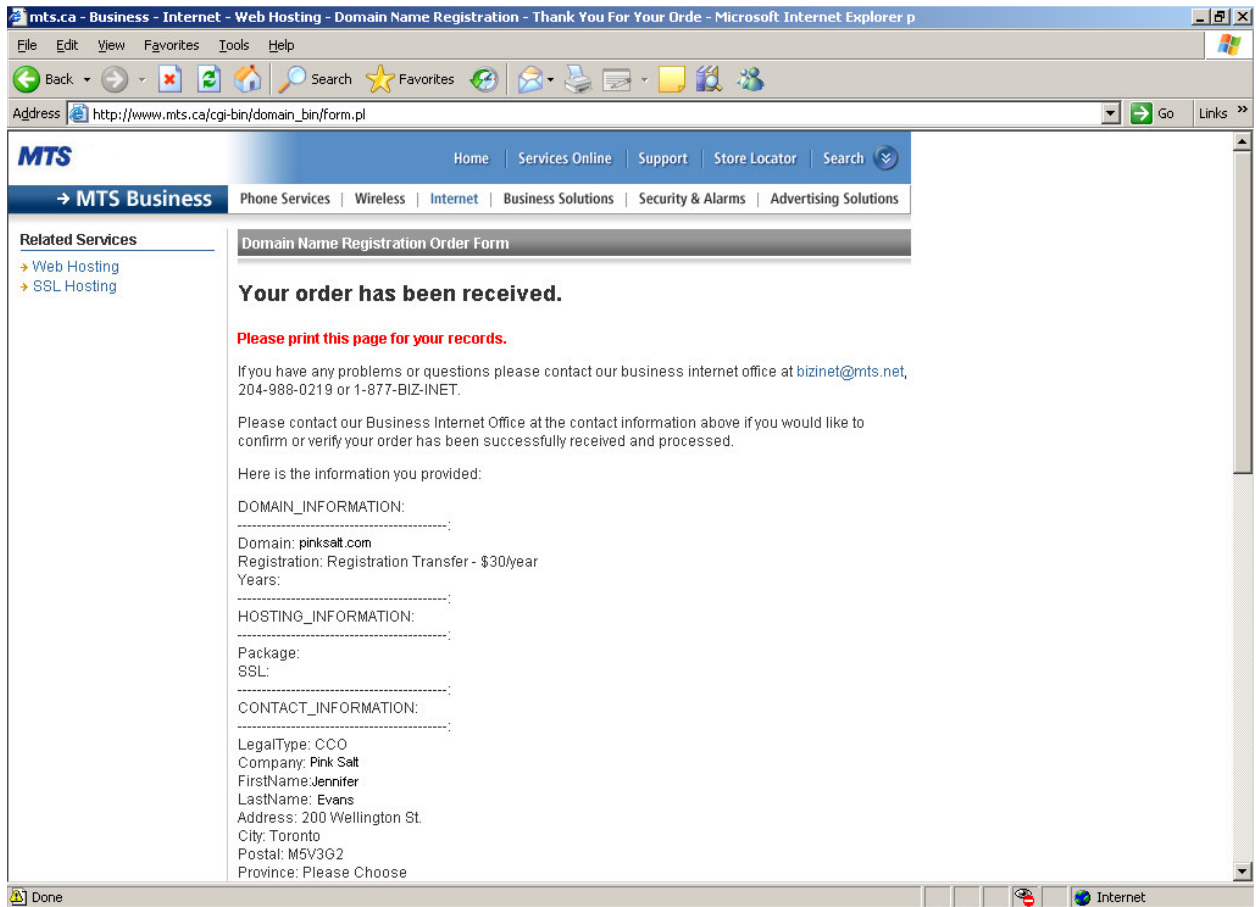 mts.ca - Business - Internet - Web Hosting - Domain Name Registration - Thank You For Your Orde - Microsoft Internet Explorer p
File Edit View Favorites Tools Help
Back Search Favorites
Address http://www.mts.ca/cgi-bin/domain_bin/form.pl Go Links »
MTS
Home | Services Online | Support | Store Locator | Search
→ MTS Business
Phone Services | Wireless | Internet | Business Solutions | Security & Alarms | Advertising Solutions
Related Services
→ Web Hosting
→ SSL Hosting
Domain Name Registration Order Form
Your order has been received.
Please print this page for your records.
If you have any problems or questions please contact our business internet office at bizinet@mts.net,
204-988-0219 or 1-877-BIZ-INET.
Please contact our Business Internet Office at the contact information above if you would like to
confirm or verify your order has been successfully received and processed.
Here is the information you provided:
DOMAIN_INFORMATION:
-------------------------------------------:
Domain: pinksalt.com
Registration: Registration Transfer - $30/year
Years:
-------------------------------------------:
HOSTING_INFORMATION:
-------------------------------------------:
Package:
SSL:
-------------------------------------------:
CONTACT_INFORMATION:
-------------------------------------------:
LegalType: CCO
Company: Pink Salt
FirstName:Jennifer
LastName: Evans
Address: 200 Wellington St.
City: Toronto
Postal: M5V3G2
Province: Please Choose
Done
Internet